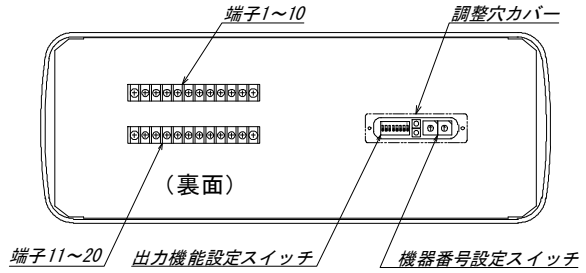 端子1～10
調整穴カバー
（裏面）
端子11～20
出力機能設定スイッチ
機器番号設定スイッチ